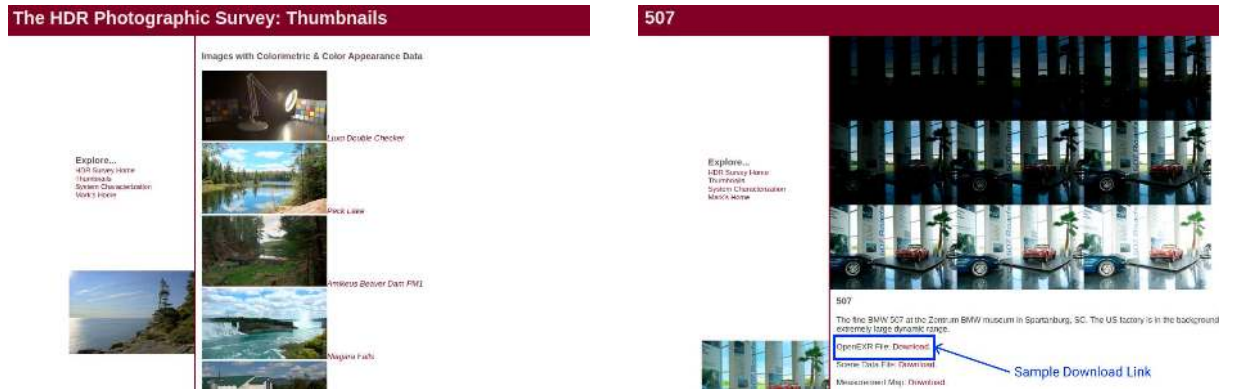 The HDR Photographic Survey: Thumbnails
Images with Colorimetric & Color Appearance Data
Luxo Double Checker
Explore...
HDR Survey Home
Thumbnails
System Characterization
Mark's Home
Peck Lake
Amikeus Beaver Dam PM1
Niagara Falls
507
Explore...
HDR Survey Home
Thumbnails
System Characterization
Mark's Home
507
The fine BMW 507 at the Zentrum BMW museum in Spartanburg, SC. The US factory is in the background
extremely large dynamic range.
OpenEXR File: Download
Scene Data File: Download
Sample Download Link
Measurement Map: Download